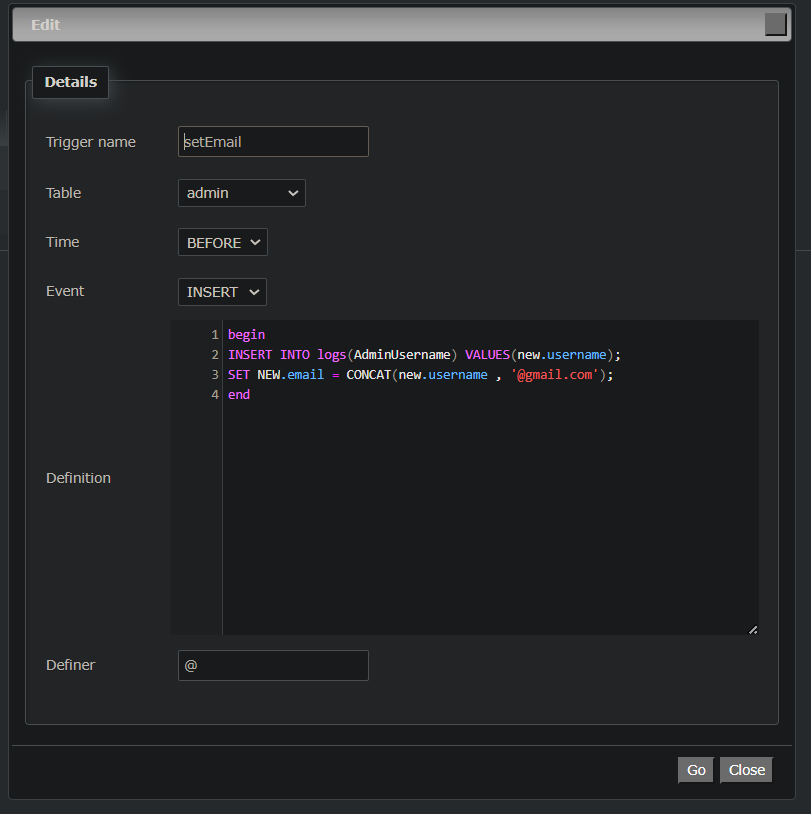 Edit
Details
Trigger name setEmail
Table admin
Time BEFORE
Event INSERT
1 begin
2 INSERT INTO logs(AdminUsername) VALUES(new.username);
3 SET NEW.email = CONCAT(new.username , '@gmail.com');
4 end
Definition
Definer @
Go Close